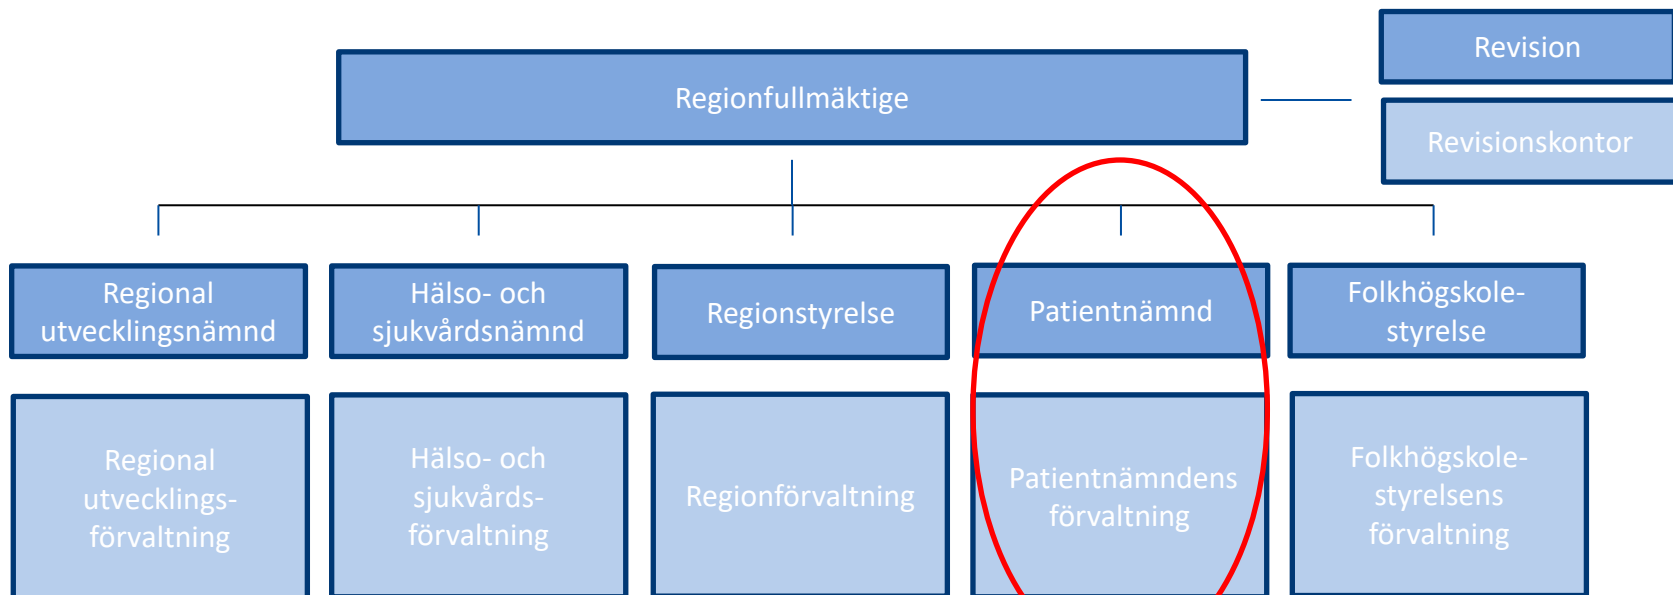 Revision
Regionfullmäktige
Revisionskontor
Regional
utvecklingsnämnd
Hälso- och
sjukvårdsnämnd
Regionstyrelse
Patientnämnd
Folkhögskole-
styrelse
Regional
utvecklings-
förvaltning
Hälso- och
sjukvårds-
förvaltning
Regionförvaltning
Patientnämndens
förvaltning
Folkhögskole-
styrelsens
förvaltning